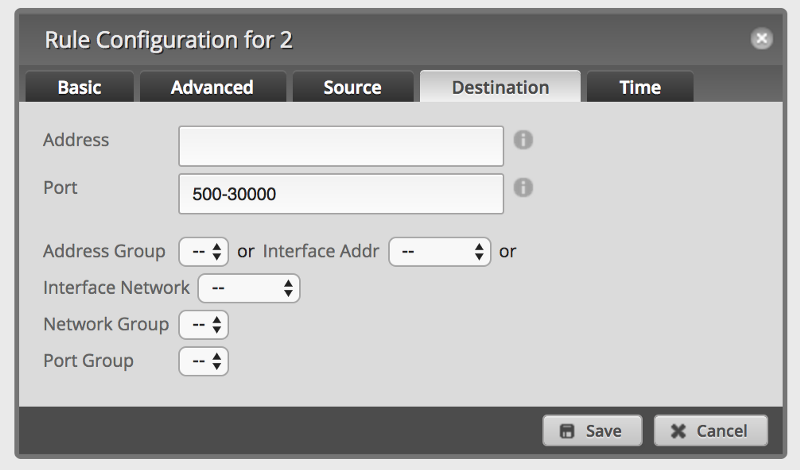 Rule Configuration for 2
Basic Advanced Source Destination Time
Address
Port 500-30000
Address Group -- or Interface Addr -- or
Interface Network --
Network Group --
Port Group --
Save Cancel